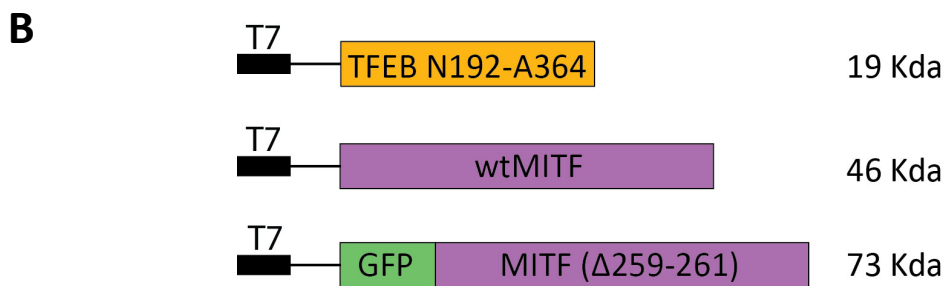 B
T7
TFEB N192-A364 19 Kda
T7
wtMITF 46 Kda
T7
GFP MITF (Δ259-261) 73 Kda